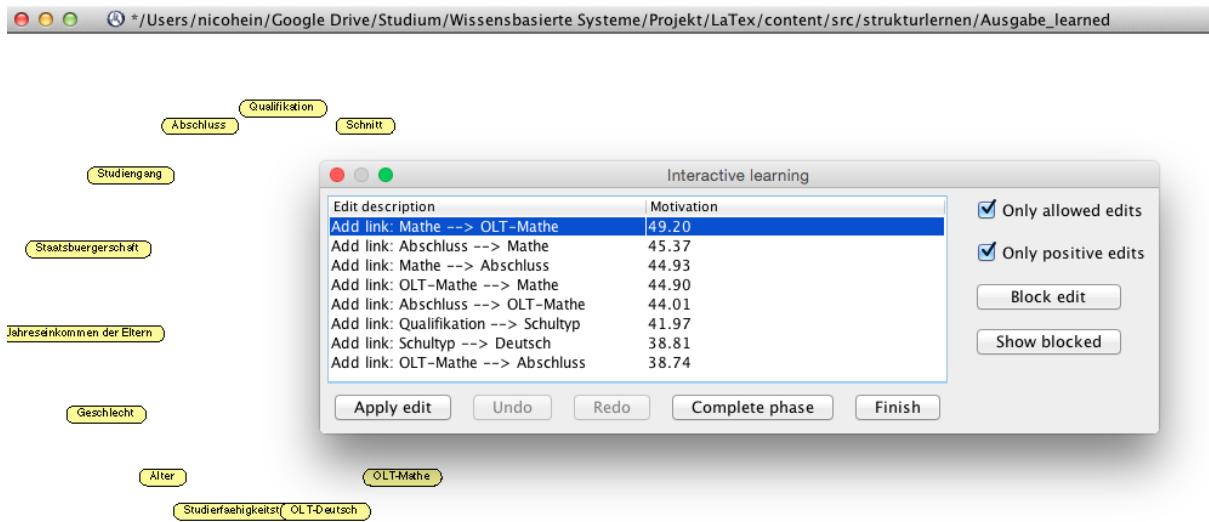 */Users/nicohein/Google Drive/Studium/Wissensbasierte Systeme/Projekt/LaTex/content/src/strukturlernen/Ausgabe_learned
Qualifikation
Abschluss
Schnitt
Studiengang
Staatsbuergerschaft
Jahreseinkommen der Eltern
Geschlecht
Alter
OLT-Mathe
Studierfaehigkeitst
OLT-Deutsch
Interactive learning
Edit description Motivation
Add link: Mathe --> OLT-Mathe 49.20
Add link: Abschluss --> Mathe 45.37
Add link: Mathe --> Abschluss 44.93
Add link: OLT-Mathe --> Mathe 44.90
Add link: Abschluss --> OLT-Mathe 44.01
Add link: Qualifikation --> Schultyp 41.97
Add link: Schultyp --> Deutsch 38.81
Add link: OLT-Mathe --> Abschluss 38.74
Only allowed edits
Only positive edits
Block edit
Show blocked
Apply edit Undo Redo Complete phase Finish